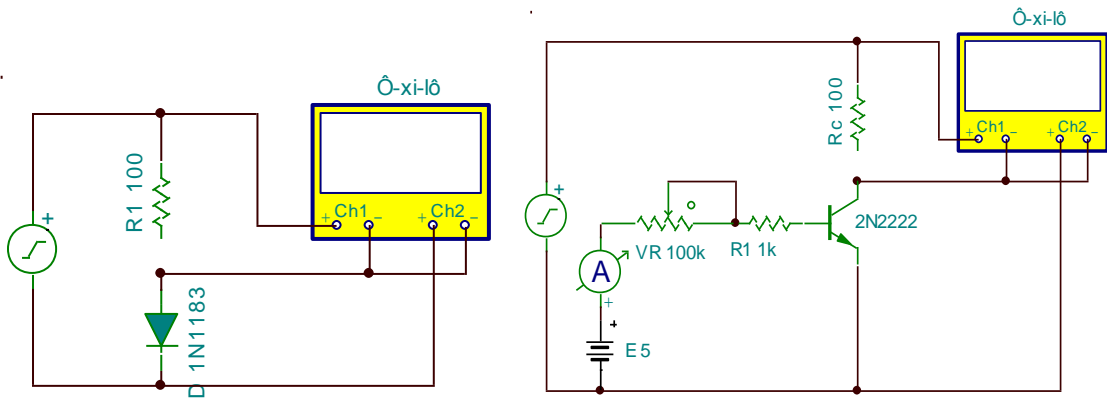 Ô-xi-lô
+ Ch1 − + Ch2 −
+
R1 100
D 1N1183
Ô-xi-lô
+ Ch1 − + Ch2 −
Rc 100
+
2N2222
VR 100k
R1 1k
A
+
+
E 5